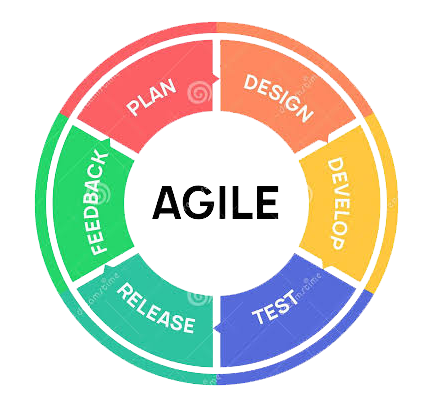 PLAN
DESIGN
DEVELOP
TEST
RELEASE
FEEDBACK
AGILE